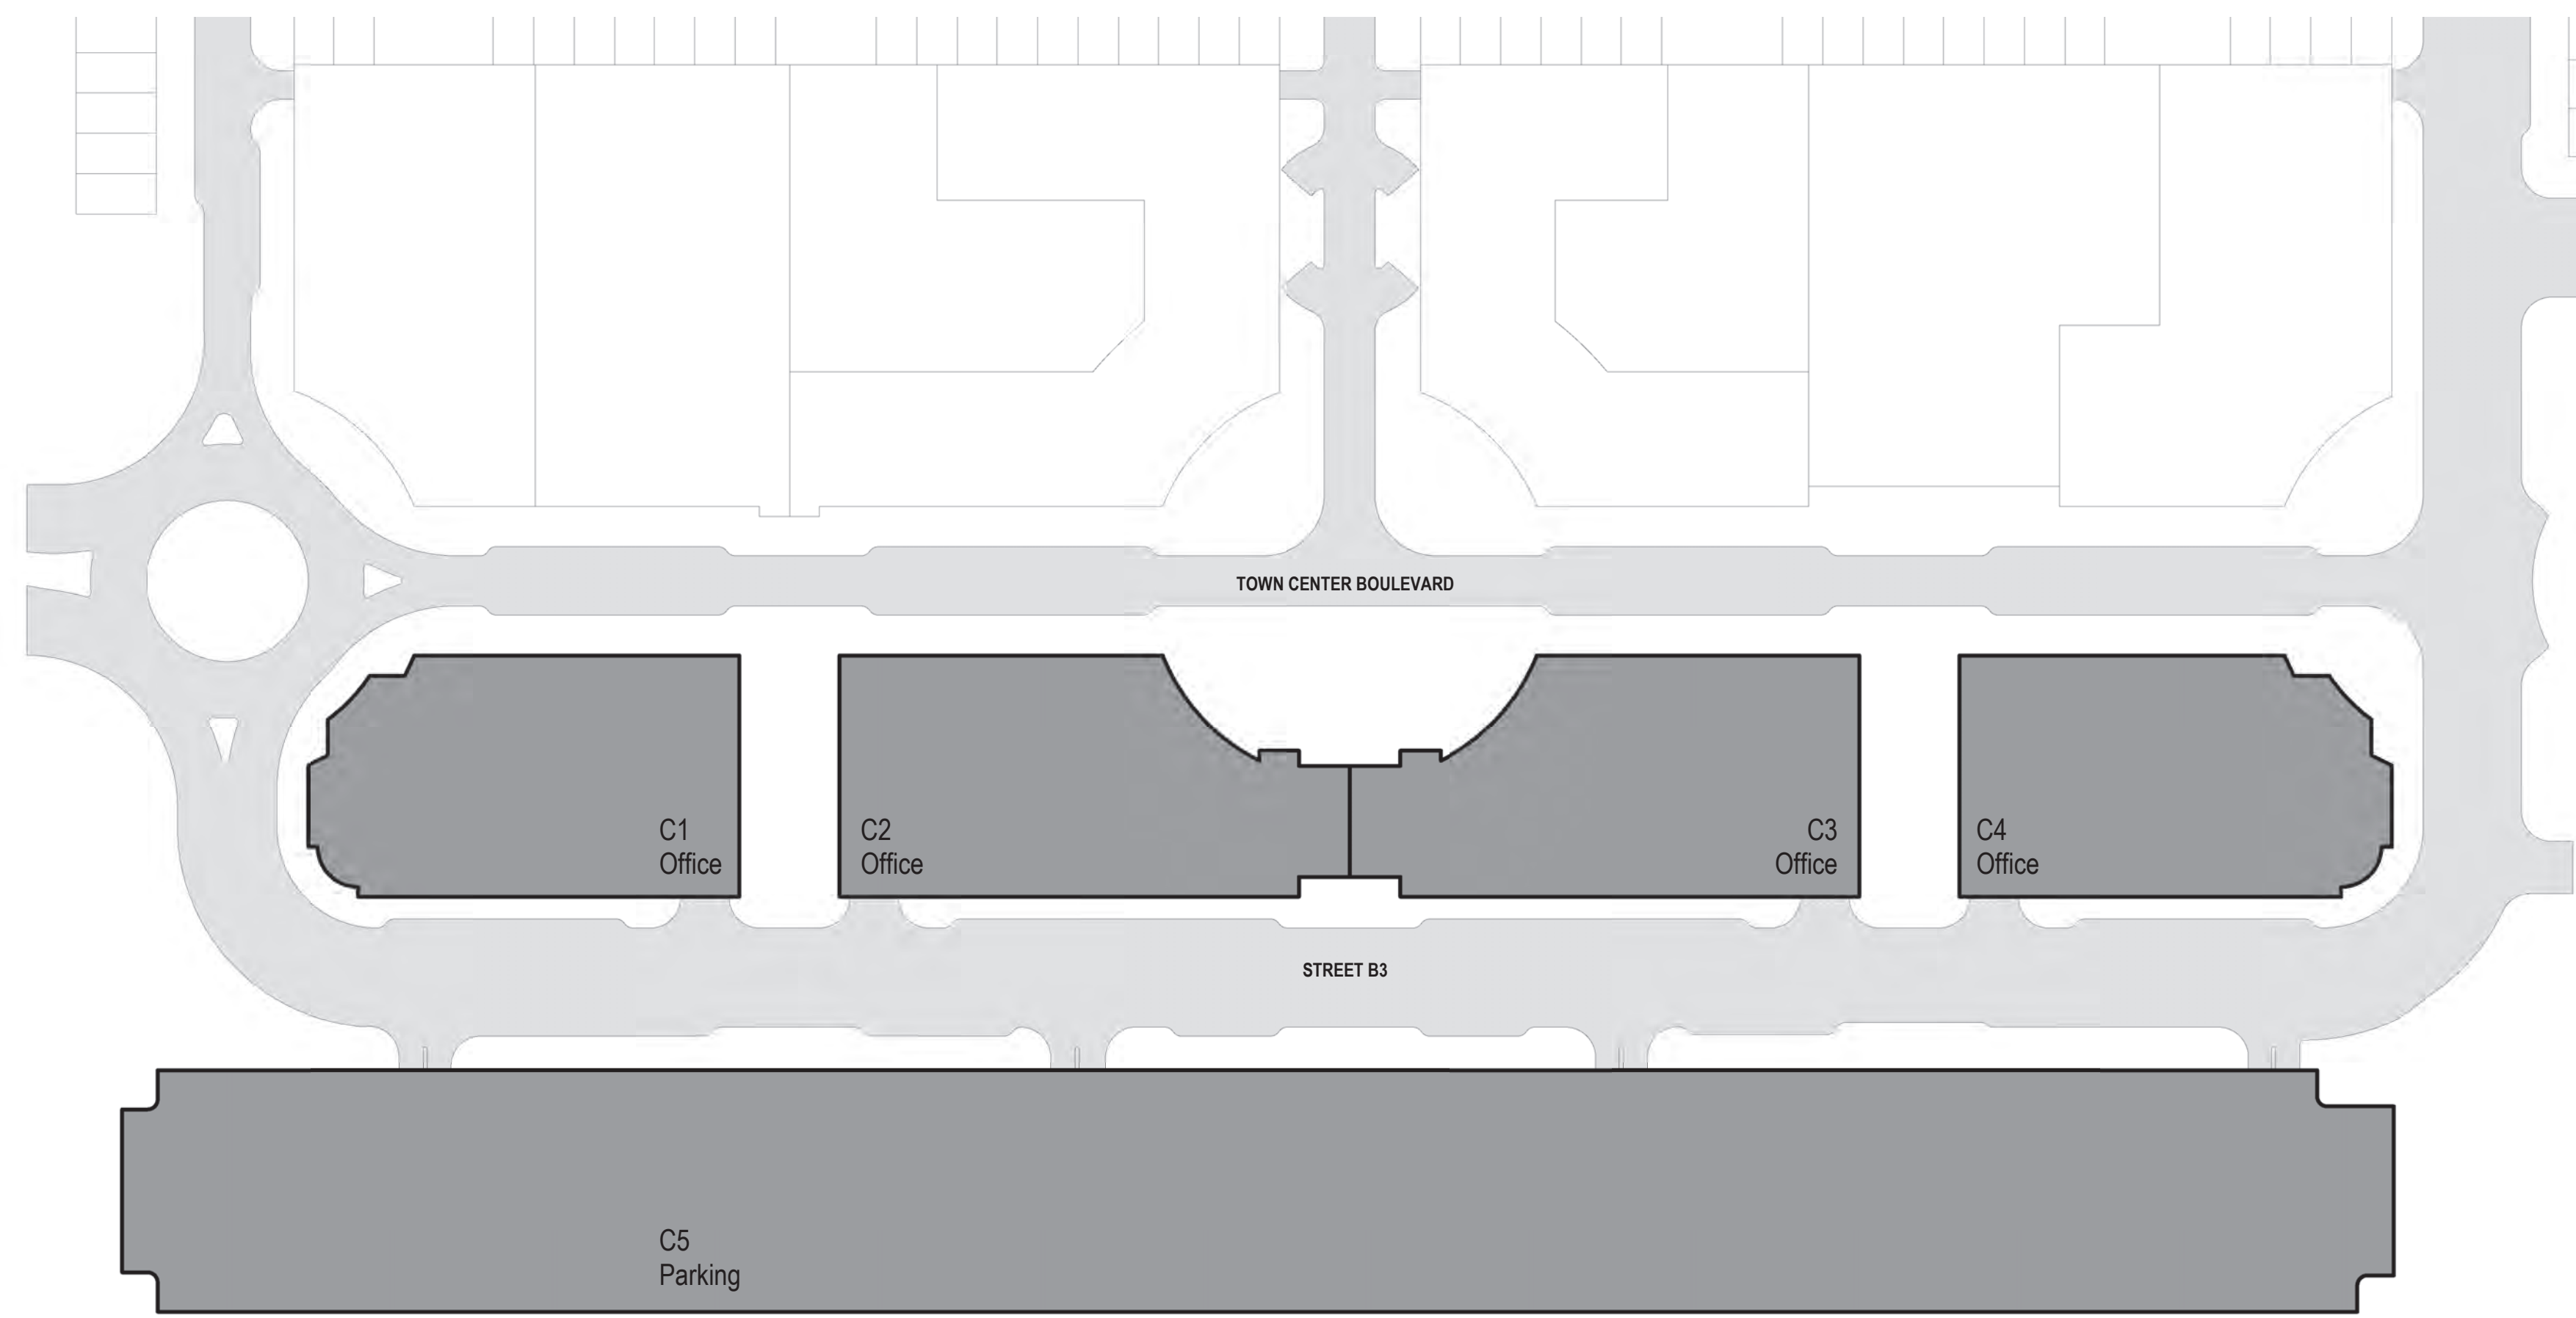 TOWN CENTER BOULEVARD
C1
Office
C2
Office
C3
Office
C4
Office
STREET B3
C5
Parking